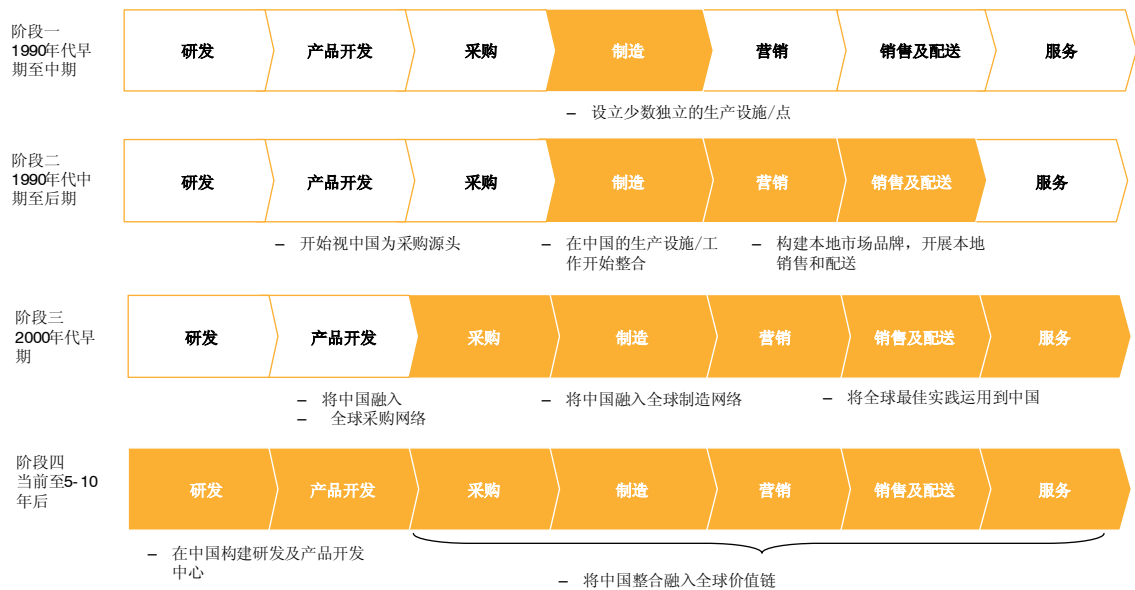 阶段一
1990年代早
期至中期
研发
产品开发
采购
制造
营销
销售及配送
服务
– 设立少数独立的生产设施/点
阶段二
1990年代中
期至后期
研发
产品开发
采购
制造
营销
销售及配送
服务
– 开始视中国为采购源头
– 在中国的生产设施/工
作开始整合
– 构建本地市场品牌，开展本地
销售和配送
阶段三
2000年代早
期
研发
产品开发
采购
制造
营销
销售及配送
服务
– 将中国融入
– 全球采购网络
– 将中国融入全球制造网络
– 将全球最佳实践运用到中国
阶段四
当前至5-10
年后
研发
产品开发
采购
制造
营销
销售及配送
服务
– 在中国构建研发及产品开发
中心
– 将中国整合融入全球价值链